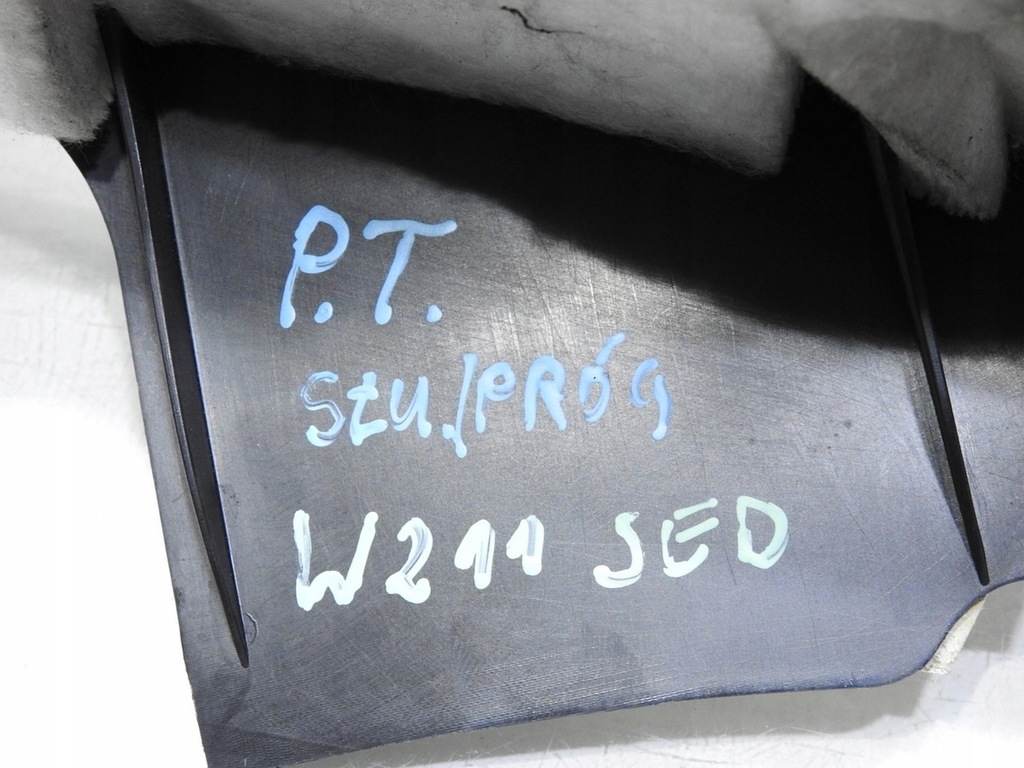 P.T.
SŁU./PRÓG
W211 SED